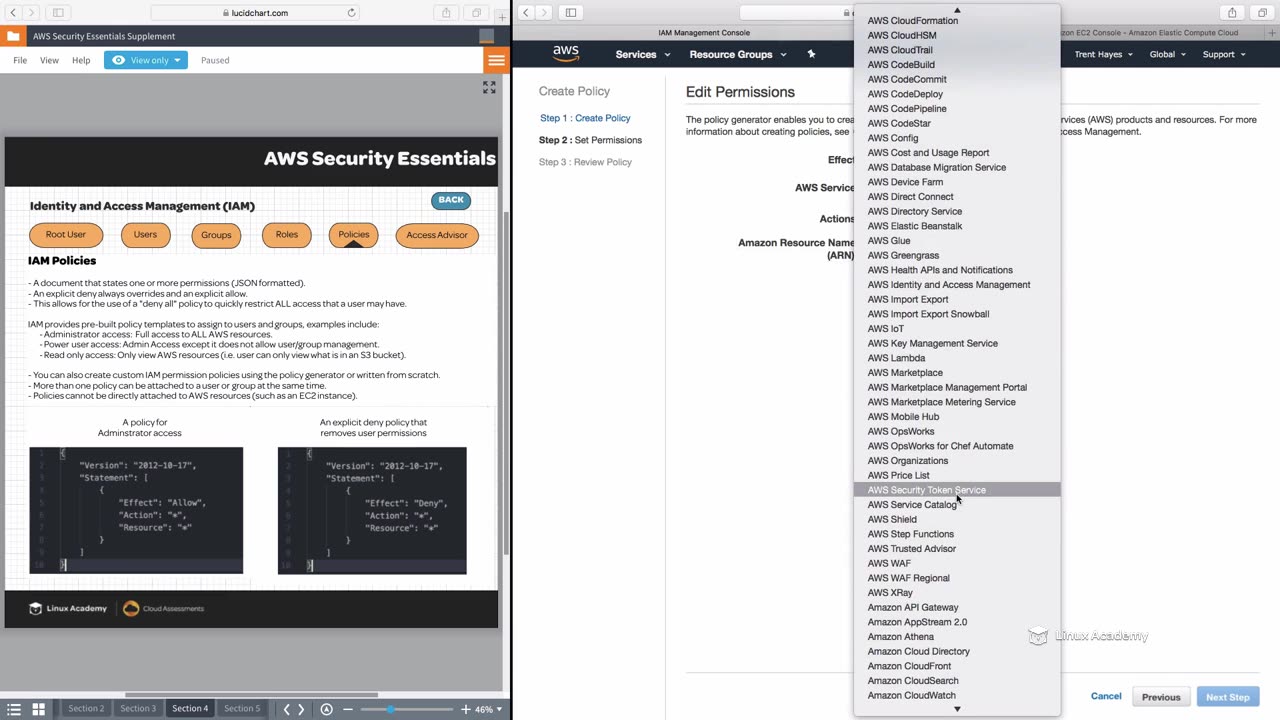 lucidchart.com
AWS Security Essentials Supplement
File View Help View only Paused
AWS Security Essentials
Identity and Access Management (IAM)
BACK
Root User Users Groups Roles Policies Access Advisor
IAM Policies
- A document that states one or more permissions (JSON formatted).
- An explicit deny always overrides and an explicit allow.
- This allows for the use of a "deny all" policy to quickly restrict ALL access that a user may have.
IAM provides pre-built policy templates to assign to users and groups, examples include:
- Administrator access: Full access to ALL AWS resources.
- Power user access: Admin Access except it does not allow user/group management.
- Read only access: Only view AWS resources (i.e. user can only view what is in an S3 bucket).
- You can also create custom IAM permission policies using the policy generator or written from scratch.
- More than one policy can be attached to a user or group at the same time.
- Policies cannot be directly attached to AWS resources (such as an EC2 instance).
A policy for
Adminstrator access
1 {
2 "Version": "2012-10-17",
3 "Statement": [
4 {
5 "Effect": "Allow",
6 "Action": "*",
7 "Resource": "*"
8 }
9 ]
10 }
An explicit deny policy that
removes user permissions
1 {
2 "Version": "2012-10-17",
3 "Statement": [
4 {
5 "Effect": "Deny",
6 "Action": "*",
7 "Resource": "*"
8 }
9 ]
10 }
Linux Academy Cloud Assessments
Section 2 Section 3 Section 4 Section 5 46%
IAM Management Console
EC2 Console - Amazon Elastic Compute Cloud
aws Services Resource Groups Trent Hayes Global Support
Create Policy
Step 1 : Create Policy
Step 2 : Set Permissions
Step 3 : Review Policy
Edit Permissions
The policy generator enables you to crea
rvices (AWS) products and resources. For more
information about creating policies, see
ccess Management.
Effect
AWS Service
Actions
Amazon Resource Name
(ARN)
AWS CloudFormation
AWS CloudHSM
AWS CloudTrail
AWS CodeBuild
AWS CodeCommit
AWS CodeDeploy
AWS CodePipeline
AWS CodeStar
AWS Config
AWS Cost and Usage Report
AWS Database Migration Service
AWS Device Farm
AWS Direct Connect
AWS Directory Service
AWS Elastic Beanstalk
AWS Glue
AWS Greengrass
AWS Health APIs and Notifications
AWS Identity and Access Management
AWS Import Export
AWS Import Export Snowball
AWS IoT
AWS Key Management Service
AWS Lambda
AWS Marketplace
AWS Marketplace Management Portal
AWS Marketplace Metering Service
AWS Mobile Hub
AWS OpsWorks
AWS OpsWorks for Chef Automate
AWS Organizations
AWS Price List
AWS Security Token Service
AWS Service Catalog
AWS Shield
AWS Step Functions
AWS Trusted Advisor
AWS WAF
AWS WAF Regional
AWS XRay
Amazon API Gateway
Amazon AppStream 2.0
Amazon Athena
Amazon Cloud Directory
Amazon CloudFront
Amazon CloudSearch
Amazon CloudWatch
Linux Academy
Cancel Previous Next Step